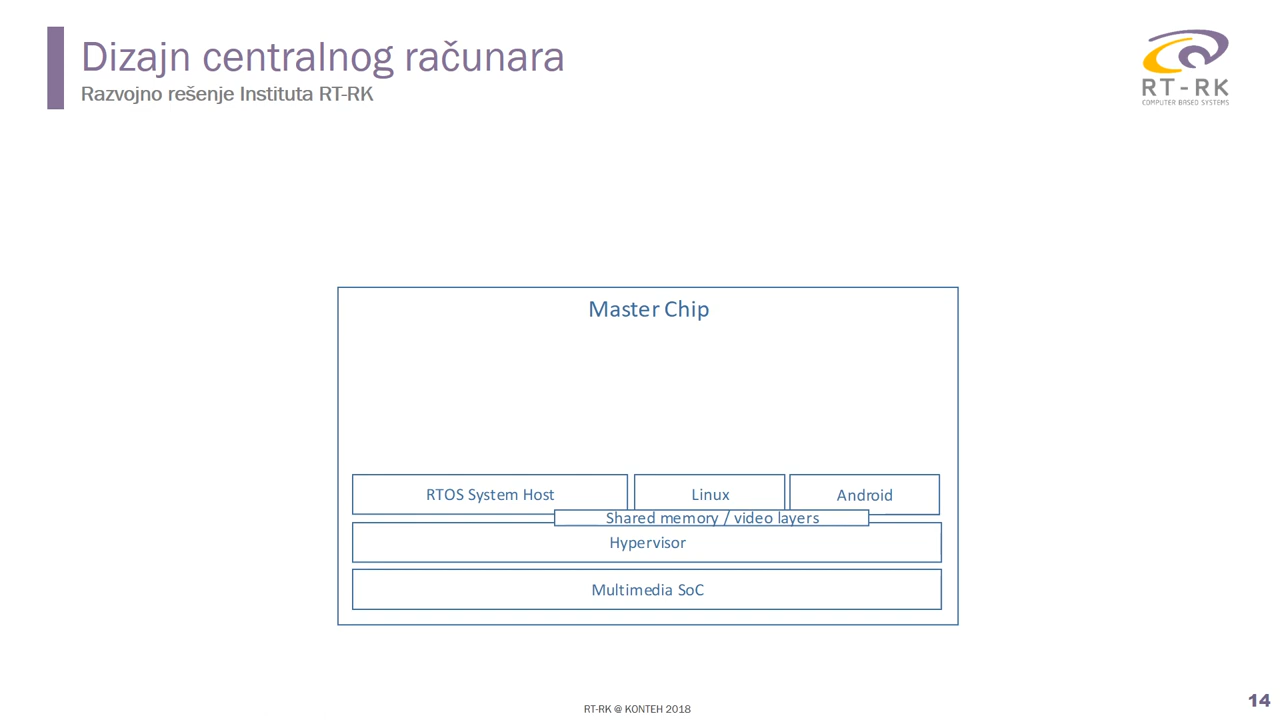 Dizajn centralnog računara
Razvojno rešenje Instituta RT-RK
RT-RK
COMPUTER BASED SYSTEMS
Master Chip
RTOS System Host
Linux
Android
Shared memory / video layers
Hypervisor
Multimedia SoC
RT-RK @ KONTEH 2018
14